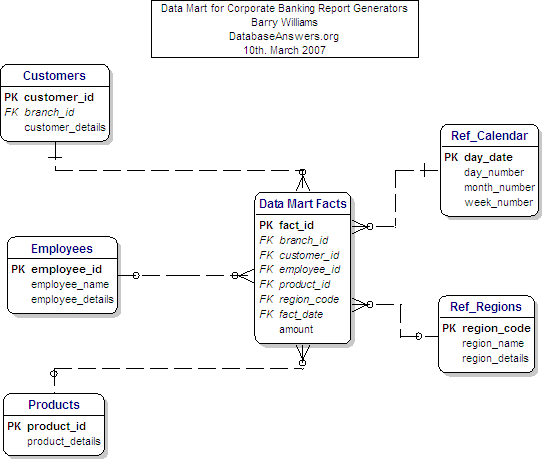 Data Mart for Corporate Banking Report Generators
Barry Williams
DatabaseAnswers.org
10th. March 2007
Customers
PK customer_id
FK branch_id
customer_details
Ref_Calendar
PK day_date
day_number
month_number
week_number
Data Mart Facts
PK fact_id
FK branch_id
FK customer_id
FK employee_id
FK product_id
FK region_code
FK fact_date
amount
Employees
PK employee_id
employee_name
employee_details
Ref_Regions
PK region_code
region_name
region_details
Products
PK product_id
product_details